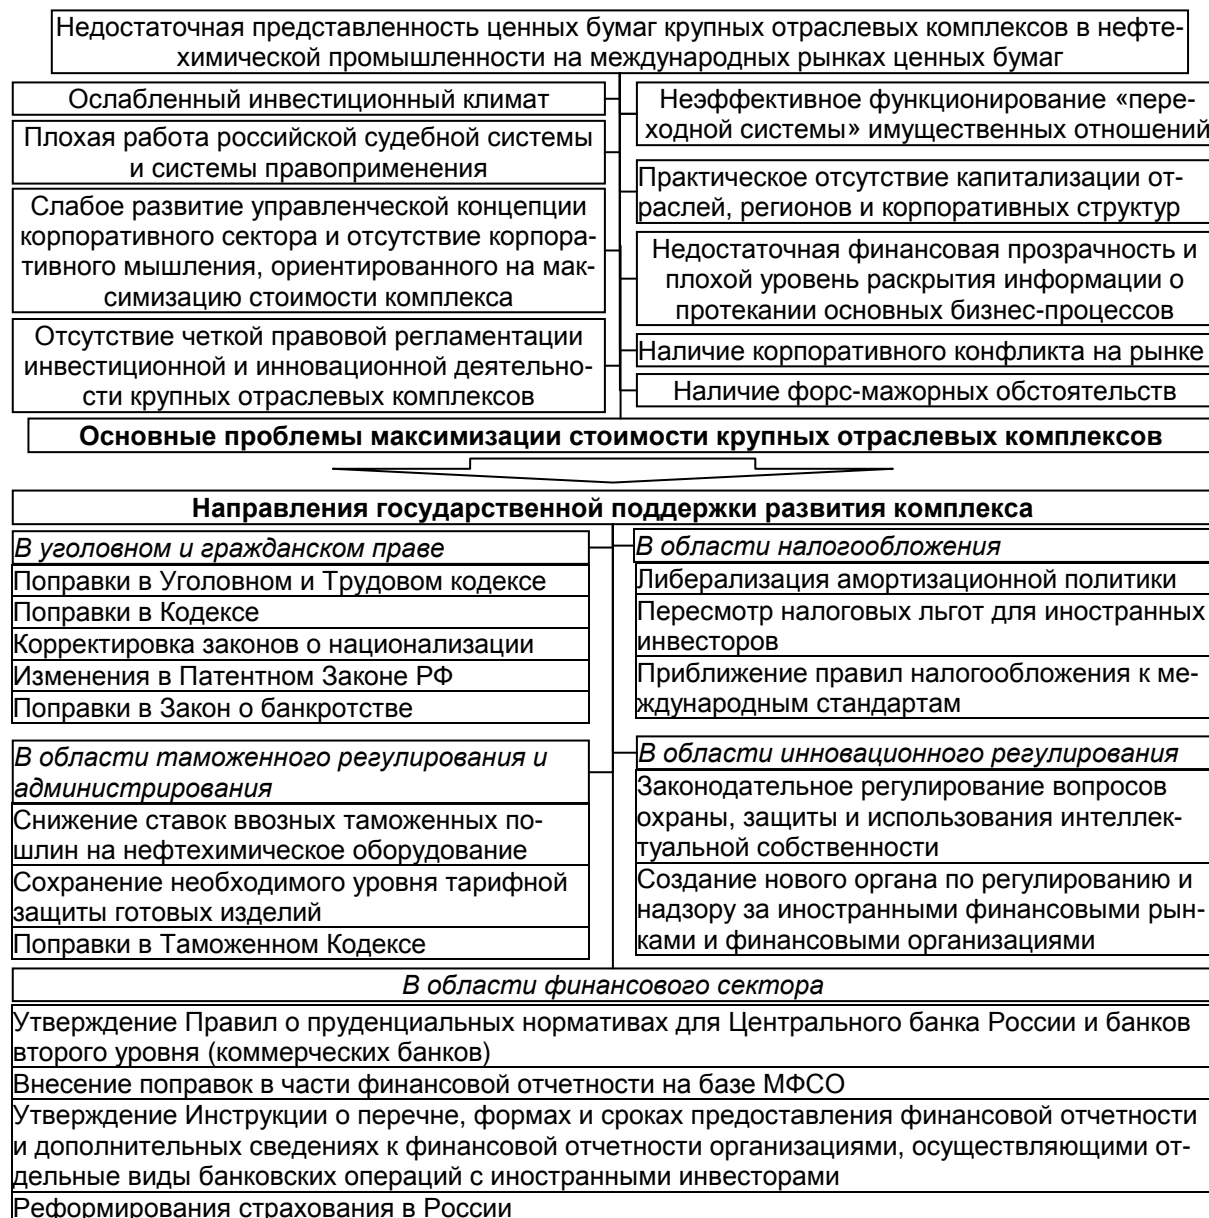 Недостаточная представленность ценных бумаг крупных отраслевых комплексов в нефте-
химической промышленности на международных рынках ценных бумаг
Ослабленный инвестиционный климат
Плохая работа российской судебной системы
и системы правоприменения
Слабое развитие управленческой концепции
корпоративного сектора и отсутствие корпора-
тивного мышления, ориентированного на мак-
симизацию стоимости комплекса
Отсутствие четкой правовой регламентации
инвестиционной и инновационной деятельно-
сти крупных отраслевых комплексов
Неэффективное функционирование «пере-
ходной системы» имущественных отношений
Практическое отсутствие капитализации от-
раслей, регионов и корпоративных структур
Недостаточная финансовая прозрачность и
плохой уровень раскрытия информации о
протекании основных бизнес-процессов
Наличие корпоративного конфликта на рынке
Наличие форс-мажорных обстоятельств
Основные проблемы максимизации стоимости крупных отраслевых комплексов
Направления государственной поддержки развития комплекса
В уголовном и гражданском праве
Поправки в Уголовном и Трудовом кодексе
Поправки в Кодексе
Корректировка законов о национализации
Изменения в Патентном Законе РФ
Поправки в Закон о банкротстве
В области налогообложения
Либерализация амортизационной политики
Пересмотр налоговых льгот для иностранных
инвесторов
Приближение правил налогообложения к ме-
ждународным стандартам
В области таможенного регулирования и
администрирования
Снижение ставок ввозных таможенных по-
шлин на нефтехимическое оборудование
Сохранение необходимого уровня тарифной
защиты готовых изделий
Поправки в Таможенном Кодексе
В области инновационного регулирования
Законодательное регулирование вопросов
охраны, защиты и использования интеллек-
туальной собственности
Создание нового органа по регулированию и
надзору за иностранными финансовыми рын-
ками и финансовыми организациями
В области финансового сектора
Утверждение Правил о пруденциальных нормативах для Центрального банка России и банков
второго уровня (коммерческих банков)
Внесение поправок в части финансовой отчетности на базе МФСО
Утверждение Инструкции о перечне, формах и сроках предоставления финансовой отчетности
и дополнительных сведениях к финансовой отчетности организациями, осуществляющими от-
дельные виды банковских операций с иностранными инвесторами
Реформирования страхования в России